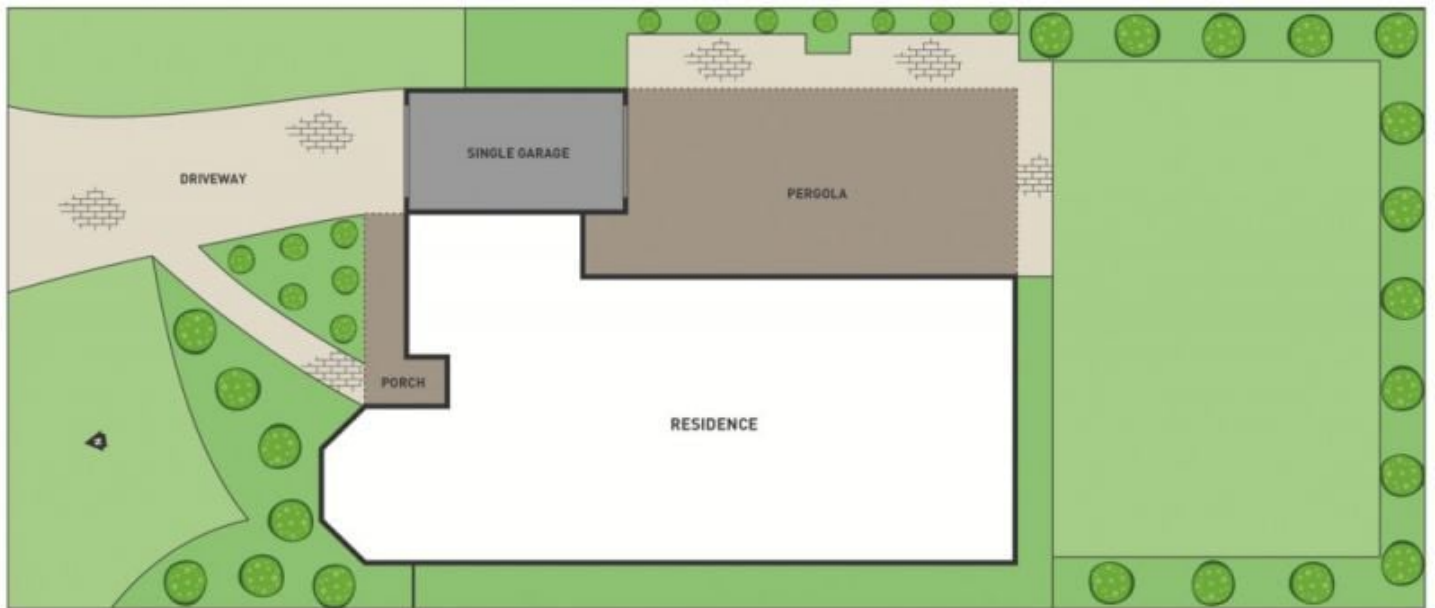 SINGLE GARAGE
DRIVEWAY
PERGOLA
PORCH
RESIDENCE